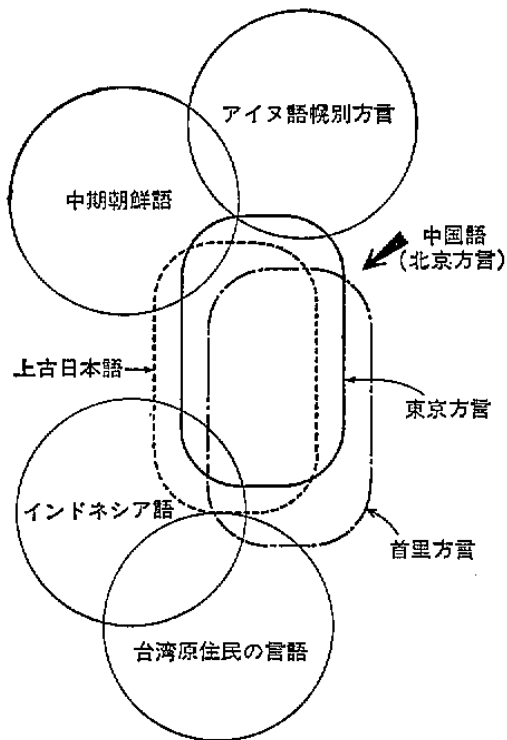 アイヌ語幌別方言
中期朝鮮語
中国語
(北京方言)
上古日本語
東京方言
インドネシア語
首里方言
台湾原住民の言語